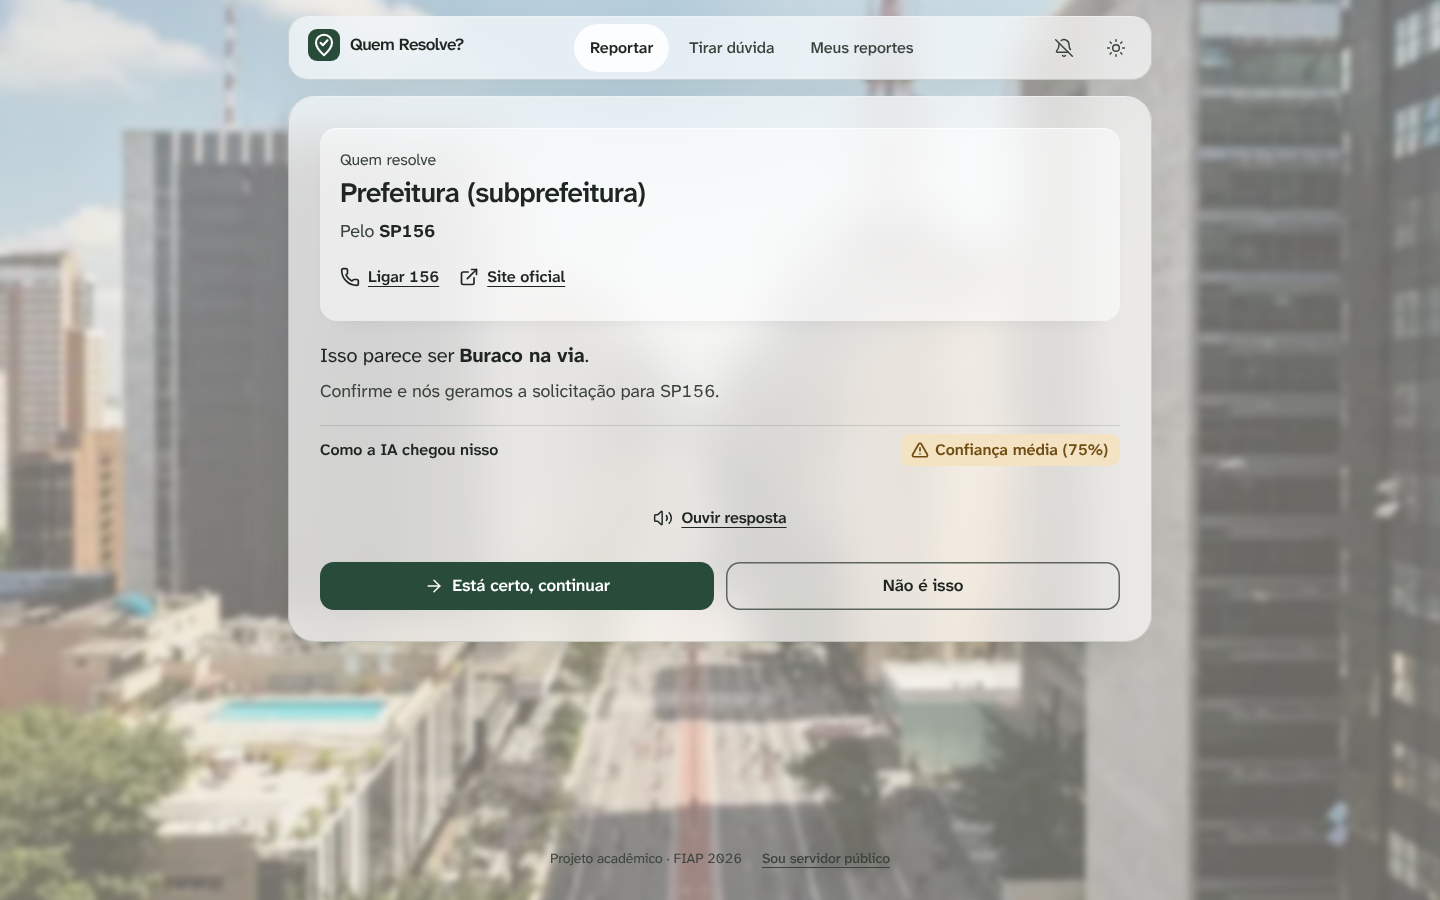 Quem Resolve?
Reportar
Tirar dúvida
Meus reportes
Quem resolve
Prefeitura (subprefeitura)
Pelo SP156
Ligar 156
Site oficial
Isso parece ser Buraco na via.
Confirme e nós geramos a solicitação para SP156.
Como a IA chegou nisso
Confiança média (75%)
Ouvir resposta
Está certo, continuar
Não é isso
Projeto acadêmico · FIAP 2026
Sou servidor público